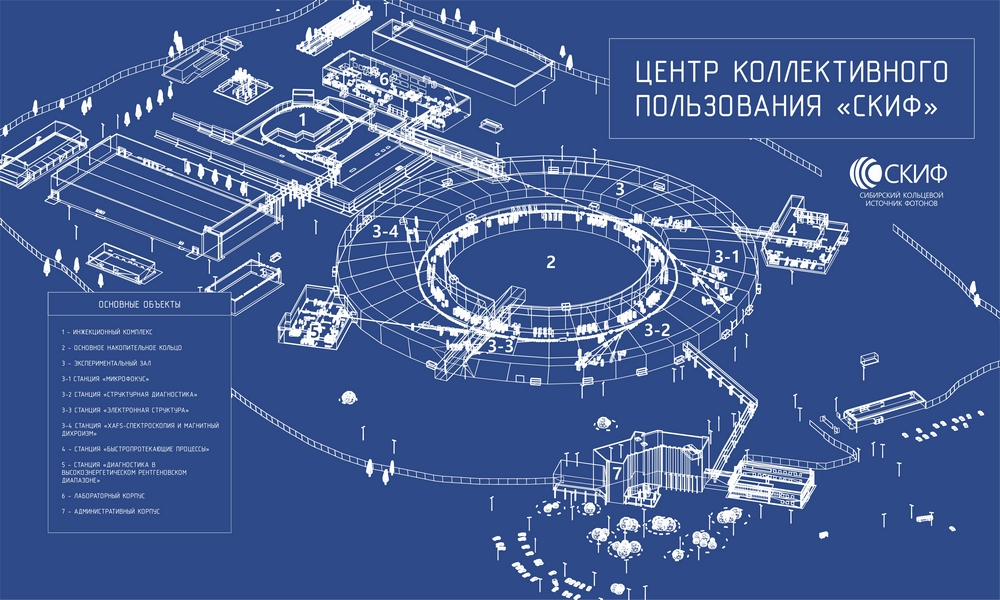 ЦЕНТР КОЛЛЕКТИВНОГО
ПОЛЬЗОВАНИЯ «СКИФ»
СКИФ
СИБИРСКИЙ КОЛЬЦЕВОЙ
ИСТОЧНИК ФОТОНОВ
6
1
3
3-4
4
3-1
2
5
3-2
3-3
7
ОСНОВНЫЕ ОБЪЕКТЫ
1 - ИНЖЕКЦИОННЫЙ КОМПЛЕКС
2 - ОСНОВНОЕ НАКОПИТЕЛЬНОЕ КОЛЬЦО
3 - ЭКСПЕРИМЕНТАЛЬНЫЙ ЗАЛ
3-1 СТАНЦИЯ «МИКРОФОКУС»
3-2 СТАНЦИЯ «СТРУКТУРНАЯ ДИАГНОСТИКА»
3-3 СТАНЦИЯ «ЭЛЕКТРОННАЯ СТРУКТУРА»
3-4 СТАНЦИЯ «XAFS-СПЕКТРОСКОПИЯ И МАГНИТНЫЙ
ДИХРОИЗМ»
4 - СТАНЦИЯ «БЫСТРОПРОТЕКАЮЩИЕ ПРОЦЕССЫ»
5 - СТАНЦИЯ «ДИАГНОСТИКА В
ВЫСОКОЭНЕРГЕТИЧЕСКОМ РЕНТГЕНОВСКОМ
ДИАПАЗОНЕ»
6 - ЛАБОРАТОРНЫЙ КОРПУС
7 - АДМИНИСТРАТИВНЫЙ КОРПУС